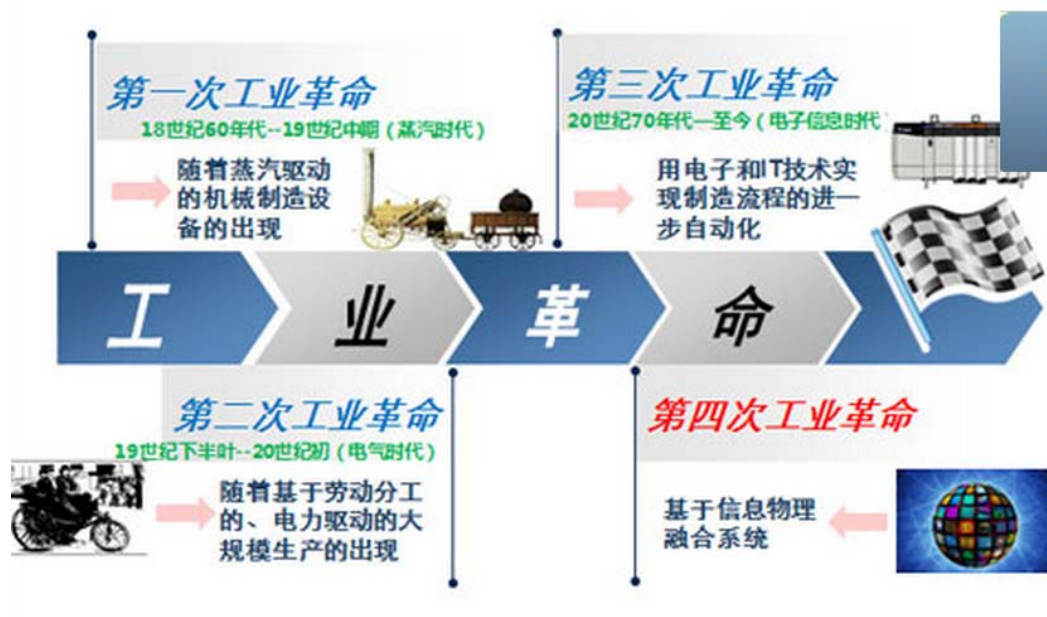 第一次工业革命
18世纪60年代--19世纪中期（蒸汽时代）
随着蒸汽驱动
的机械制造设
备的出现
第三次工业革命
20世纪70年代—至今（电子信息时代
用电子和IT技术实
现制造流程的进一
步自动化
工业革命
第二次工业革命
19世纪下半叶--20世纪初（电气时代）
随着基于劳动分工
的、电力驱动的大
规模生产的出现
第四次工业革命
基于信息物理
融合系统